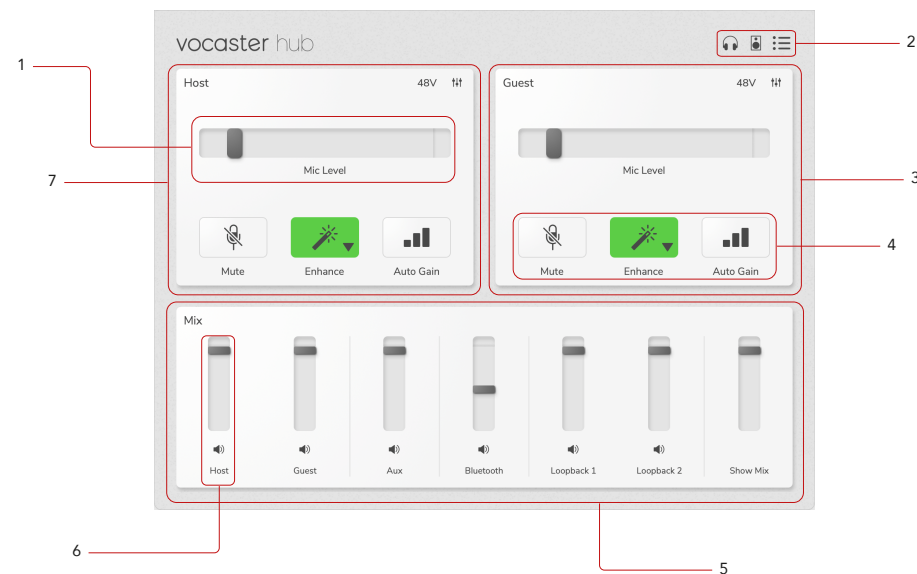 vocaster hub
2
1
Host 48V
Guest 48V
Mic Level
Mic Level
7
3
4
Mute Enhance Auto Gain
Mute Enhance Auto Gain
Mix
Host Guest Aux Bluetooth Loopback 1 Loopback 2 Show Mix
6
5